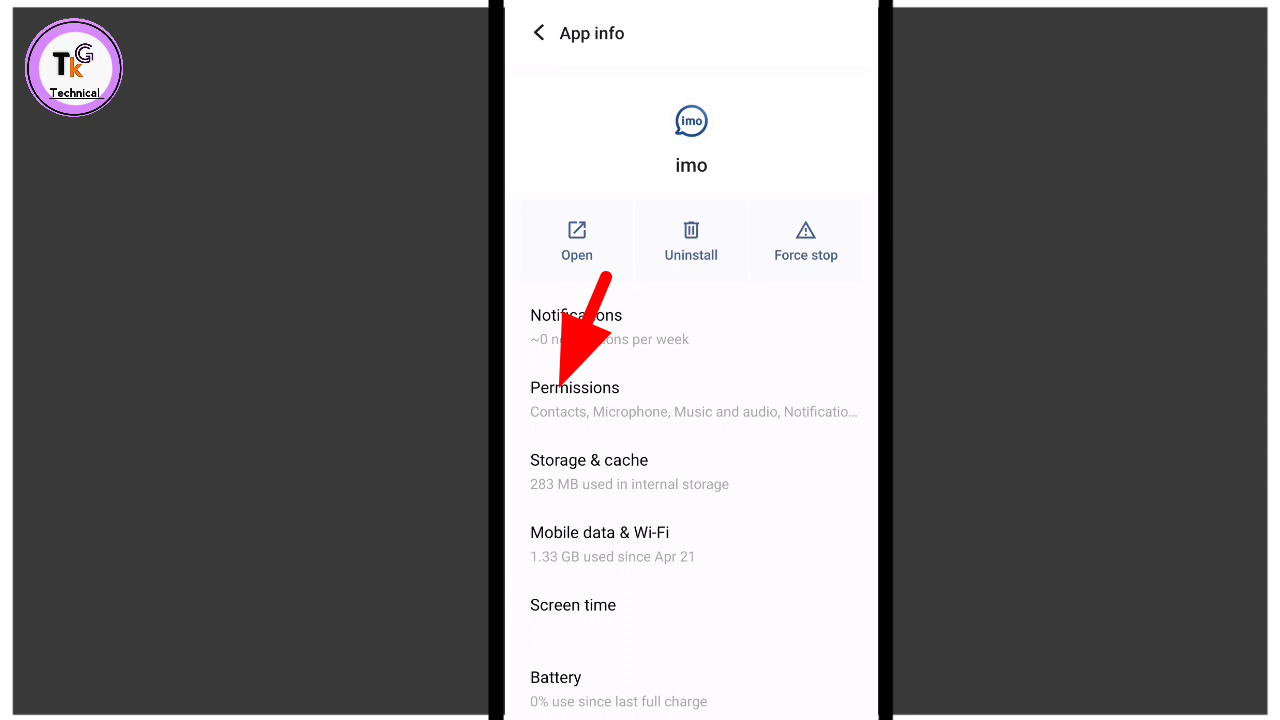 TkG
Technical
App info
imo
imo
Open
Uninstall
Force stop
Notifications
~0 notifications per week
Permissions
Contacts, Microphone, Music and audio, Notificatio...
Storage & cache
283 MB used in internal storage
Mobile data & Wi-Fi
1.33 GB used since Apr 21
Screen time
Battery
0% use since last full charge